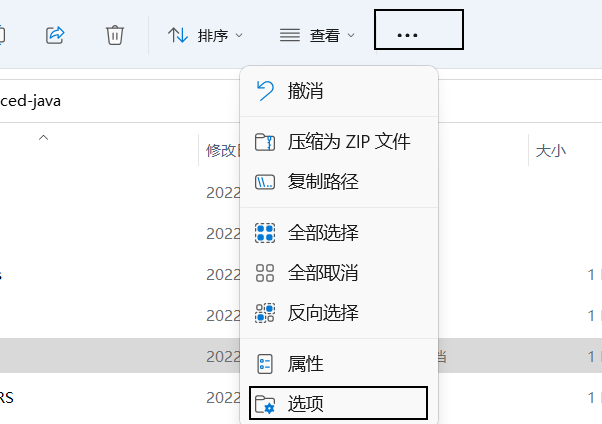 排序 查看 •••
ced-java
修改 大小
撤消
压缩为 ZIP 文件
复制路径
2022
全部选择
2022
全部取消
s 2022 1
反向选择
2022 1
2022 档 1
属性
RS 2022 1
选项